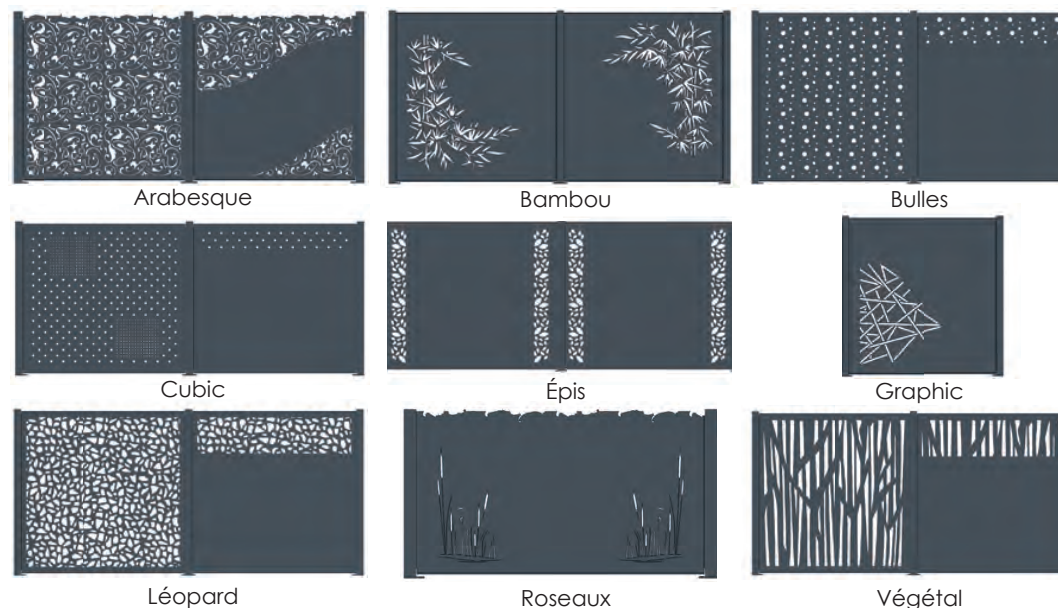 Arabesque
Bambou
Bulles
Cubic
Épis
Graphic
Léopard
Roseaux
Végétal